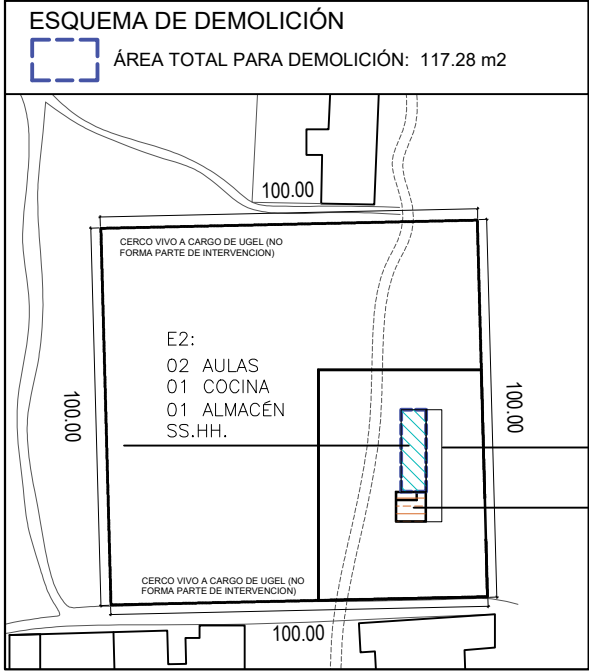 ESQUEMA DE DEMOLICIÓN
ÁREA TOTAL PARA DEMOLICIÓN: 117.28 m2
100.00
CERCO VIVO A CARGO DE UGEL (NO
FORMA PARTE DE INTERVENCION)
E2:
02 AULAS
01 COCINA
01 ALMACÉN
SS.HH.
100.00
100.00
CERCO VIVO A CARGO DE UGEL (NO
FORMA PARTE DE INTERVENCION)
100.00